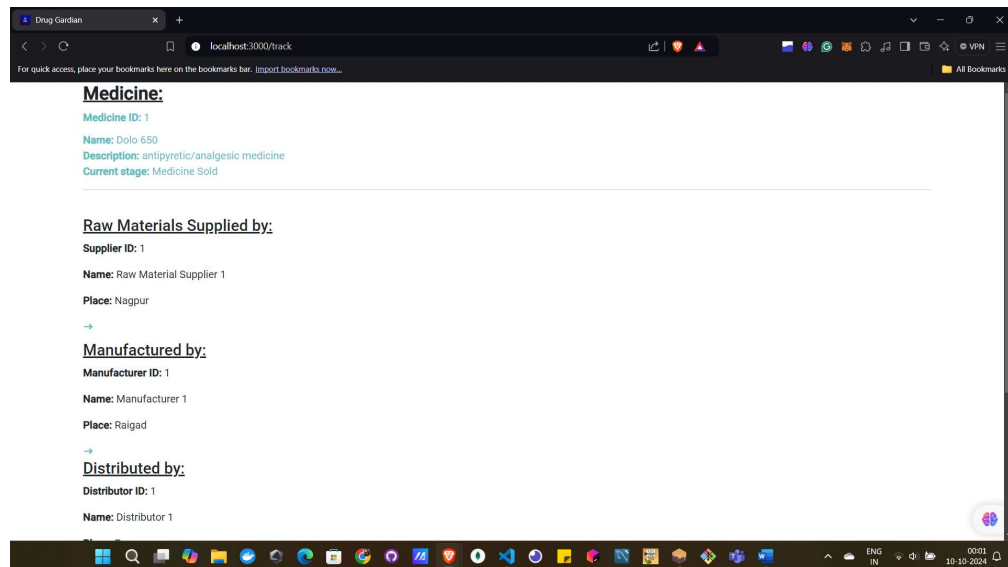 Drug Gardian
localhost:3000/track
VPN
For quick access, place your bookmarks here on the bookmarks bar. Import bookmarks now...
All Bookmarks
Medicine:
Medicine ID: 1
Name: Dolo 650
Description: antipyretic/analgesic medicine
Current stage: Medicine Sold
Raw Materials Supplied by:
Supplier ID: 1
Name: Raw Material Supplier 1
Place: Nagpur
→
Manufactured by:
Manufacturer ID: 1
Name: Manufacturer 1
Place: Raigad
→
Distributed by:
Distributor ID: 1
Name: Distributor 1
ENG
IN
00:01
10-10-2024